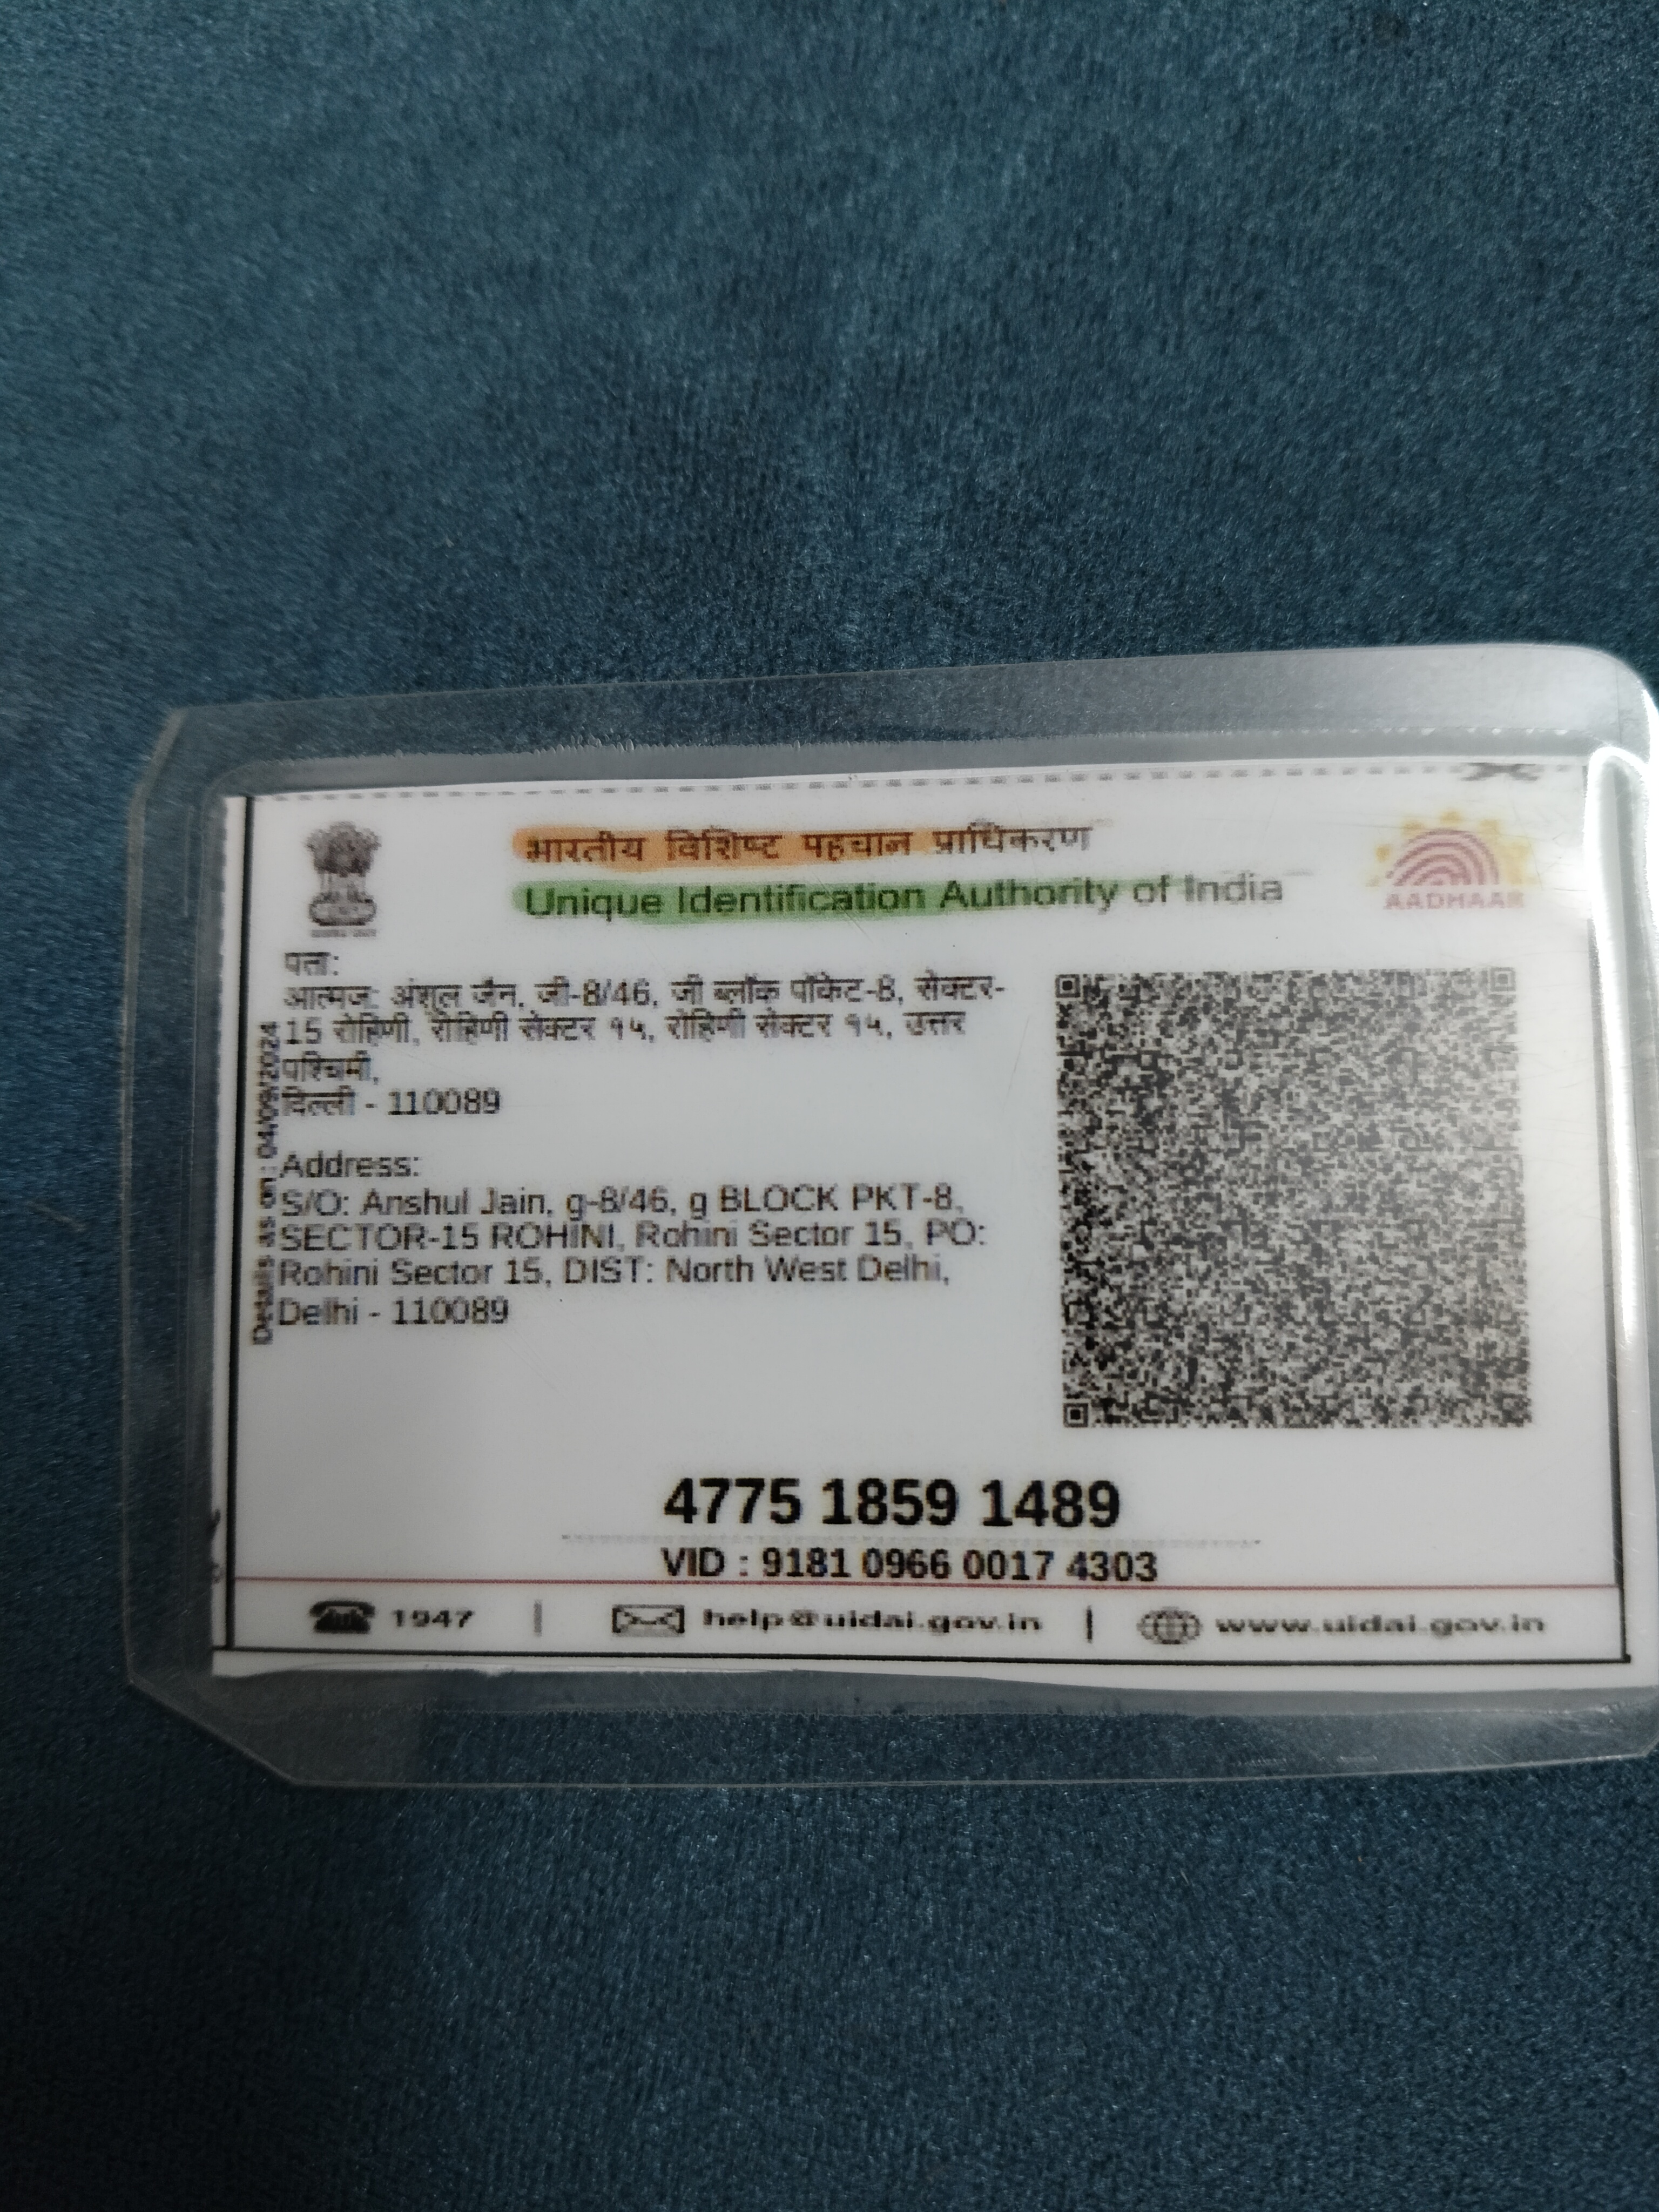 भारतीय विशिष्ट पहचान प्राधिकरण
Unique Identification Authority of India
AADHAAR
पता:
आत्मज: अंशुल जैन, जी-8/46, जी ब्लॉक पॉकेट-8, सेक्टर-
15 रोहिणी, रोहिणी सेक्टर १५, रोहिणी सेक्टर १५, उत्तर
पश्चिमी,
दिल्ली - 110089
Address:
S/O: Anshul Jain, g-8/46, g BLOCK PKT-8,
SECTOR-15 ROHINI, Rohini Sector 15, PO:
Rohini Sector 15, DIST: North West Delhi,
Delhi - 110089
Details as on : 04/09/2024
4775 1859 1489
VID : 9181 0966 0017 4303
1947 | help@uidai.gov.in | www.uidai.gov.in